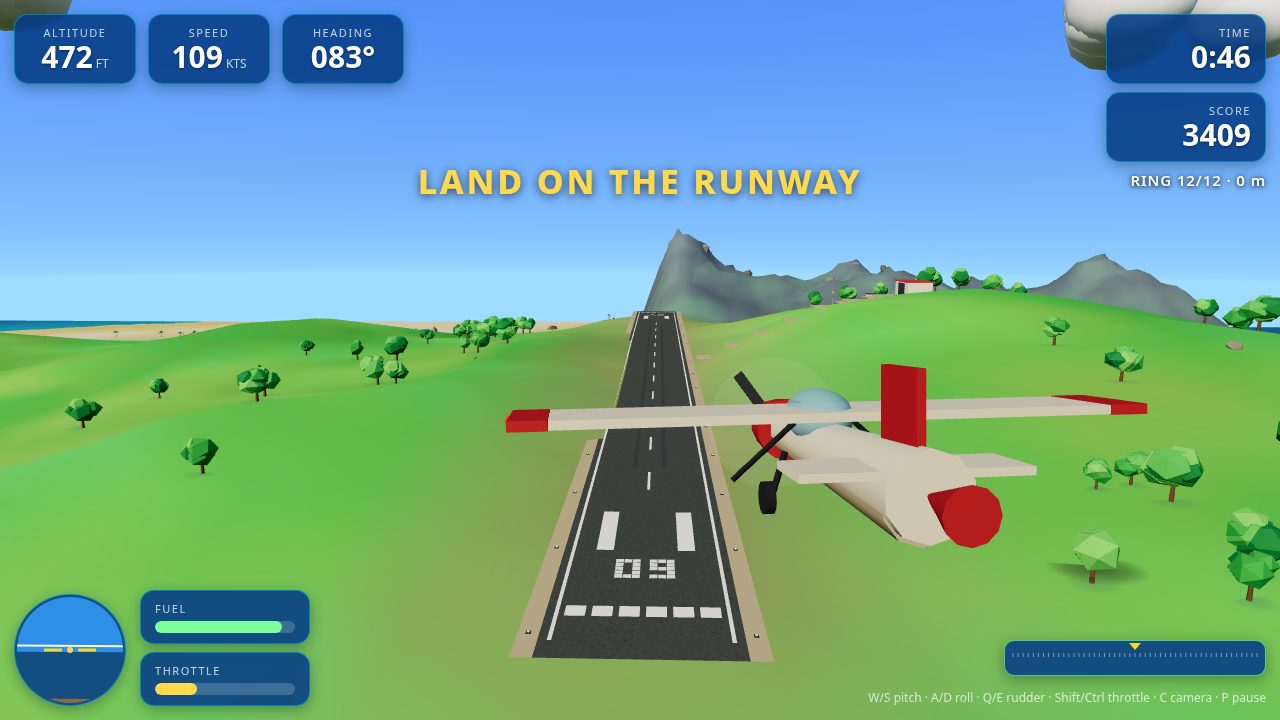 ALTITUDE
472 FT
SPEED
109 KTS
HEADING
083°
TIME
0:46
SCORE
3409
RING 12/12 · 0 m
LAND ON THE RUNWAY
09
FUEL
THROTTLE
W/S pitch · A/D roll · Q/E rudder · Shift/Ctrl throttle · C camera · P pause